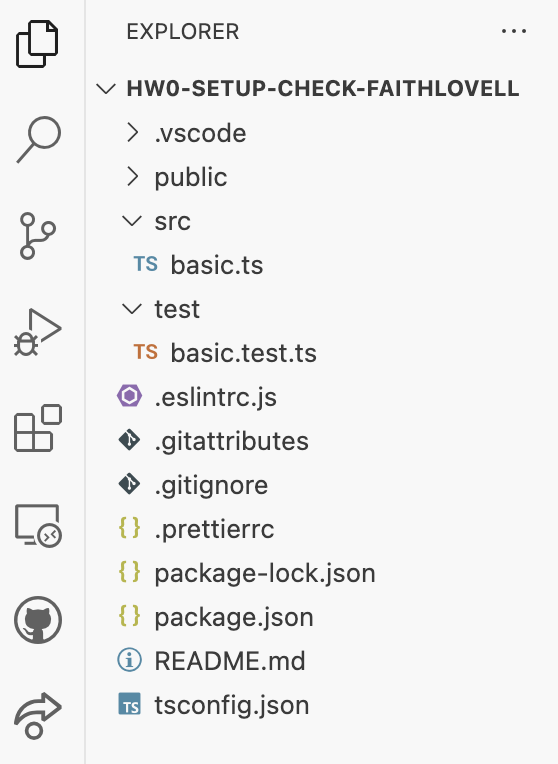 EXPLORER
HW0-SETUP-CHECK-FAITHLOVELL
.vscode
public
src
TS basic.ts
test
TS basic.test.ts
.eslintrc.js
.gitattributes
.gitignore
{} .prettierrc
{} package-lock.json
{} package.json
README.md
TS tsconfig.json